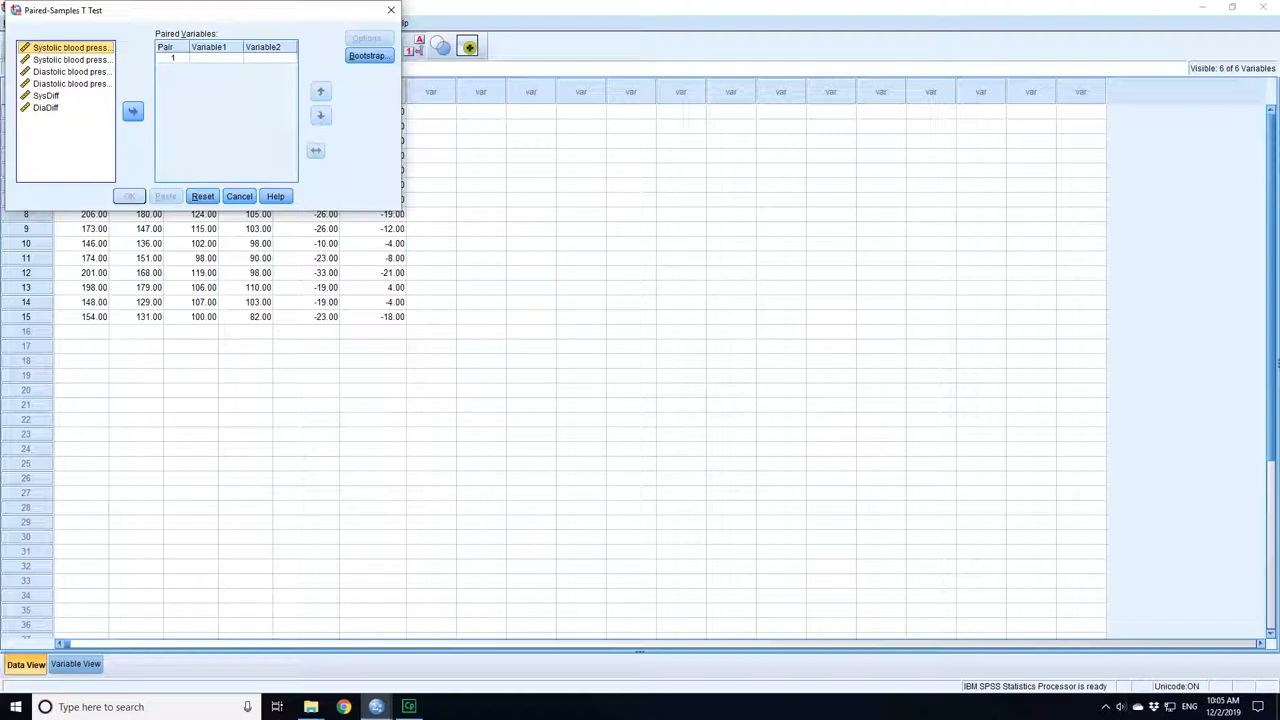 Paired-Samples T Test
lp
Paired Variables:
Options...
Bootstrap...
Systolic blood press...
Systolic blood press...
Diastolic blood pres...
Diastolic blood pres...
SysDiff
DiaDiff
Pair Variable1 Variable2
1
OK Paste Reset Cancel Help
Visible: 6 of 6 Variables
var var var var var var var var var var var var var var
8 206.00 180.00 124.00 105.00 -26.00 -19.00
9 173.00 147.00 115.00 103.00 -26.00 -12.00
10 146.00 136.00 102.00 98.00 -10.00 -4.00
11 174.00 151.00 98.00 90.00 -23.00 -8.00
12 201.00 168.00 119.00 98.00 -33.00 -21.00
13 198.00 179.00 106.00 110.00 -19.00 4.00
14 148.00 129.00 107.00 103.00 -19.00 -4.00
15 154.00 131.00 100.00 82.00 -23.00 -18.00
16
17
18
19
20
21
22
23
24
25
26
27
28
29
30
31
32
33
34
35
36
Data View Variable View
IBM SPSS Statistics Processor is ready Unicode:ON
Type here to search
Cp
ENG
10:05 AM
12/2/2019